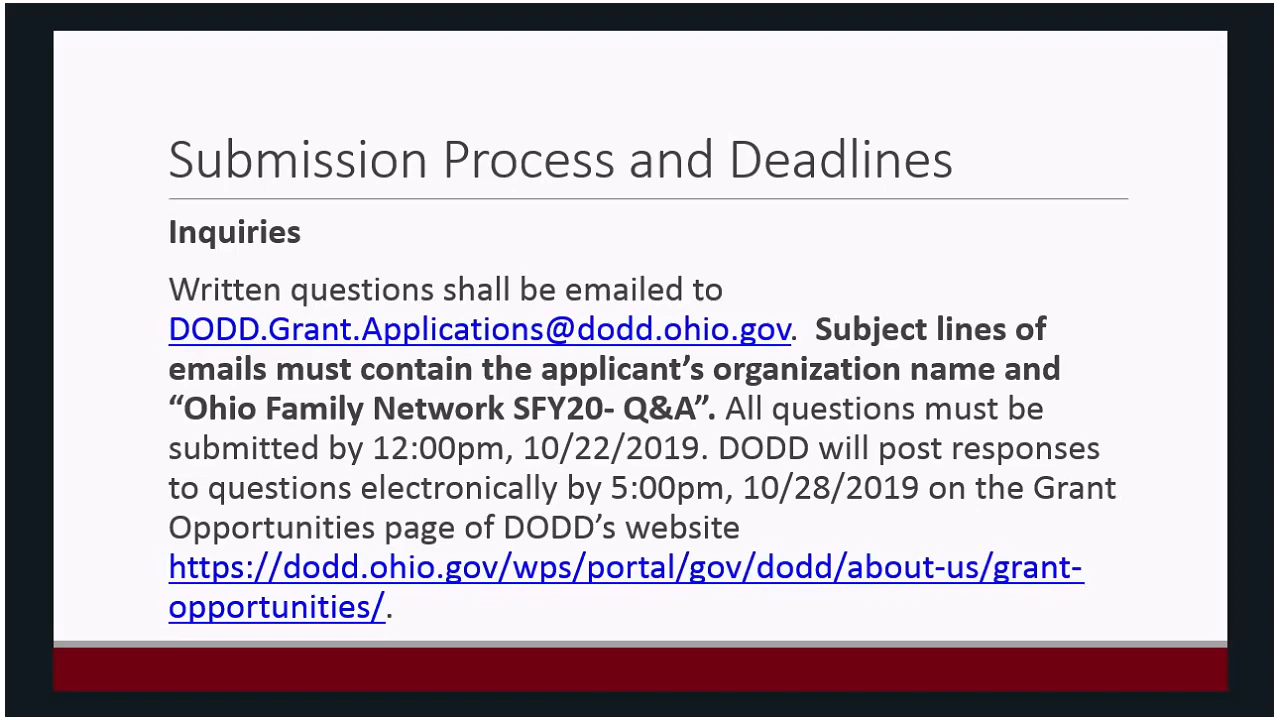 Submission Process and Deadlines
Inquiries
Written questions shall be emailed to
DODD.Grant.Applications@dodd.ohio.gov.  Subject lines of
emails must contain the applicant’s organization name and
“Ohio Family Network SFY20- Q&A”. All questions must be
submitted by 12:00pm, 10/22/2019. DODD will post responses
to questions electronically by 5:00pm, 10/28/2019 on the Grant
Opportunities page of DODD’s website
https://dodd.ohio.gov/wps/portal/gov/dodd/about-us/grant-
opportunities/.